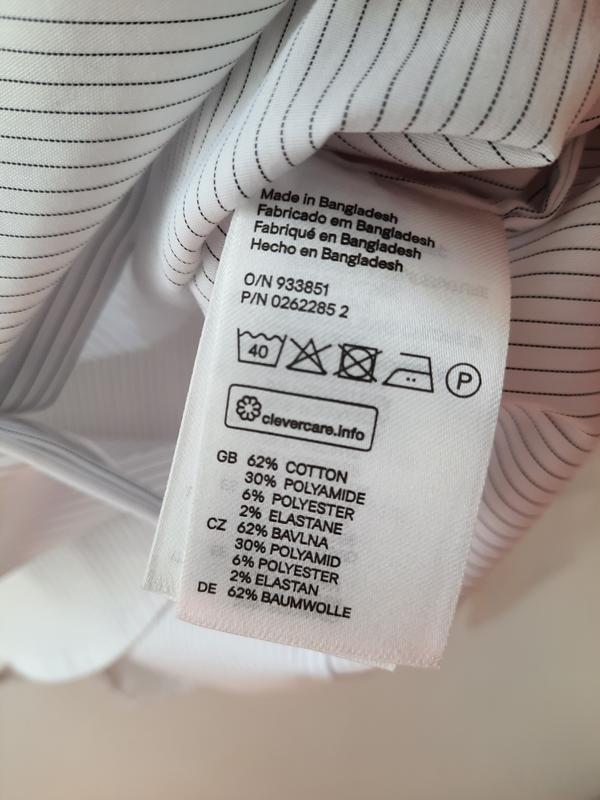 Made in Bangladesh
Fabricado em Bangladesh
Fabriqué en Bangladesh
Hecho en Bangladesh
O/N 933851
P/N 0262285 2
40
P
clevercare.info
GB 62% COTTON
30% POLYAMIDE
6% POLYESTER
2% ELASTANE
CZ 62% BAVLNA
30% POLYAMID
6% POLYESTER
2% ELASTAN
DE 62% BAUMWOLLE